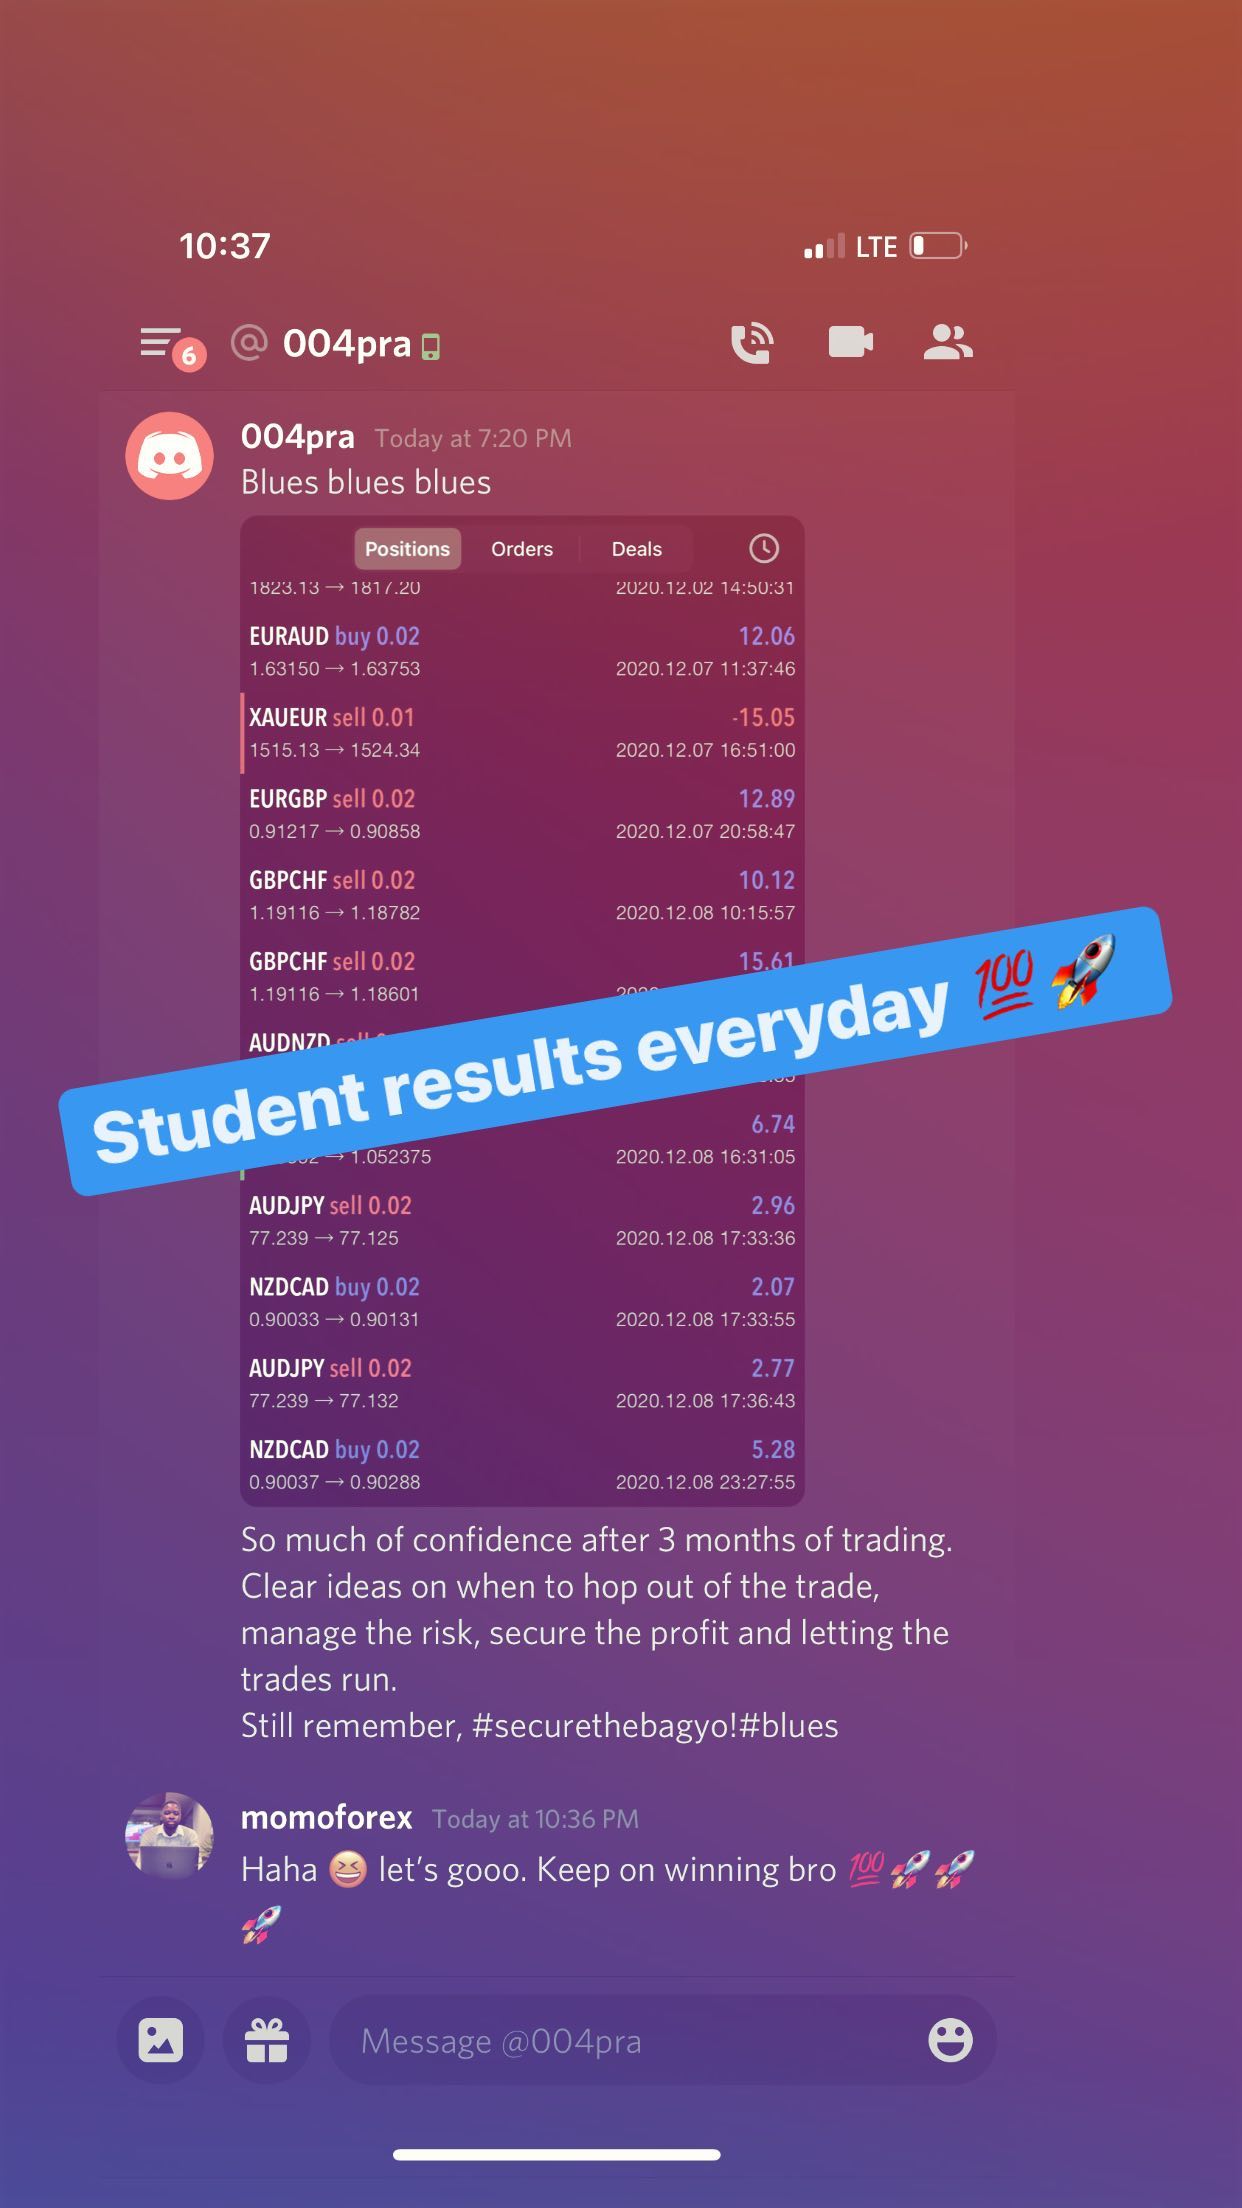 10:37
LTE
6
@ 004pra
004pra Today at 7:20 PM
Blues blues blues
Positions Orders Deals
1823.13 → 1817.20 2020.12.02 14:50:31
EURAUD buy 0.02 12.06
1.63150 → 1.63753 2020.12.07 11:37:46
XAUEUR sell 0.01 -15.05
1515.13 → 1524.34 2020.12.07 16:51:00
EURGBP sell 0.02 12.89
0.91217 → 0.90858 2020.12.07 20:58:47
GBPCHF sell 0.02 10.12
1.19116 → 1.18782 2020.12.08 10:15:57
GBPCHF sell 0.02 15.61
1.19116 → 1.18601
AUDNZD sell
Student results everyday 💯 🚀
6.74
→ 1.052375 2020.12.08 16:31:05
AUDJPY sell 0.02 2.96
77.239 → 77.125 2020.12.08 17:33:36
NZDCAD buy 0.02 2.07
0.90033 → 0.90131 2020.12.08 17:33:55
AUDJPY sell 0.02 2.77
77.239 → 77.132 2020.12.08 17:36:43
NZDCAD buy 0.02 5.28
0.90037 → 0.90288 2020.12.08 23:27:55
So much of confidence after 3 months of trading.
Clear ideas on when to hop out of the trade,
manage the risk, secure the profit and letting the
trades run.
Still remember, #securethebagyo!#blues
momoforex Today at 10:36 PM
Haha 😆 let's gooo. Keep on winning bro 💯🚀🚀
🚀
Message @004pra